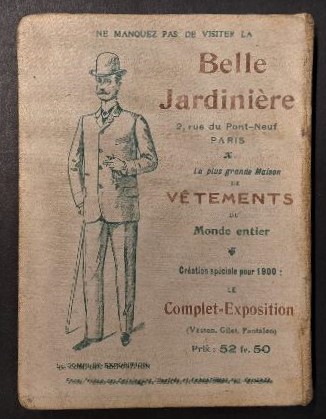 NE MANQUEZ PAS DE VISITER LA
Belle
Jardinière
2, rue du Pont-Neuf
PARIS
La plus grande Maison
DE
VÊTEMENTS
DU
Monde entier
Création spéciale pour 1900 :
LE
Complet-Exposition
(Veston, Gilet, Pantalon)
Prix : 52 fr. 50